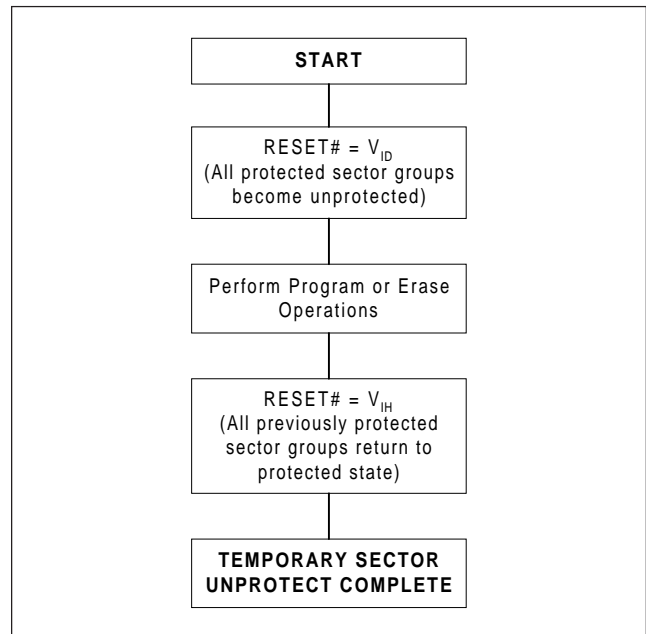 START
RESET# = V_ID
(All protected sector groups
become unprotected)
Perform Program or Erase
Operations
RESET# = V_IH
(All previously protected
sector groups return to
protected state)
TEMPORARY SECTOR
UNPROTECT COMPLETE